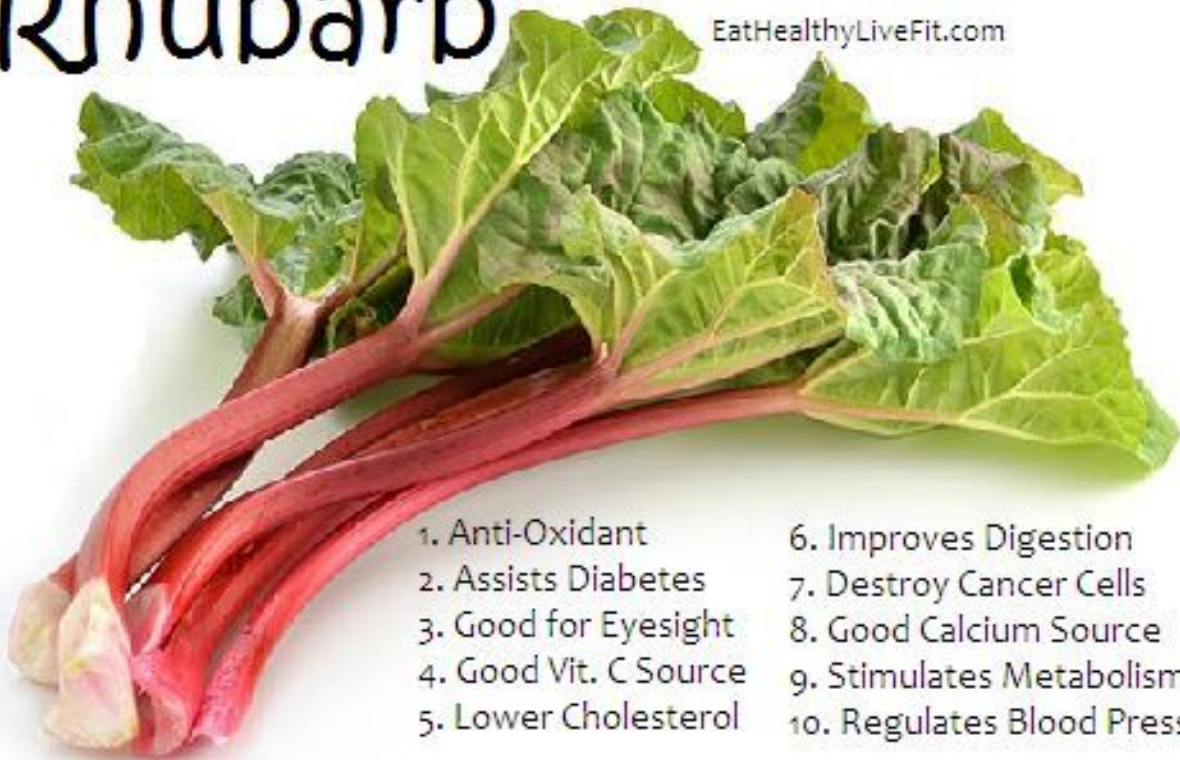 Rhubarb
EatHealthyLiveFit.com
1. Anti-Oxidant
2. Assists Diabetes
3. Good for Eyesight
4. Good Vit. C Source
5. Lower Cholesterol
6. Improves Digestion
7. Destroy Cancer Cells
8. Good Calcium Source
9. Stimulates Metabolism
10. Regulates Blood Press